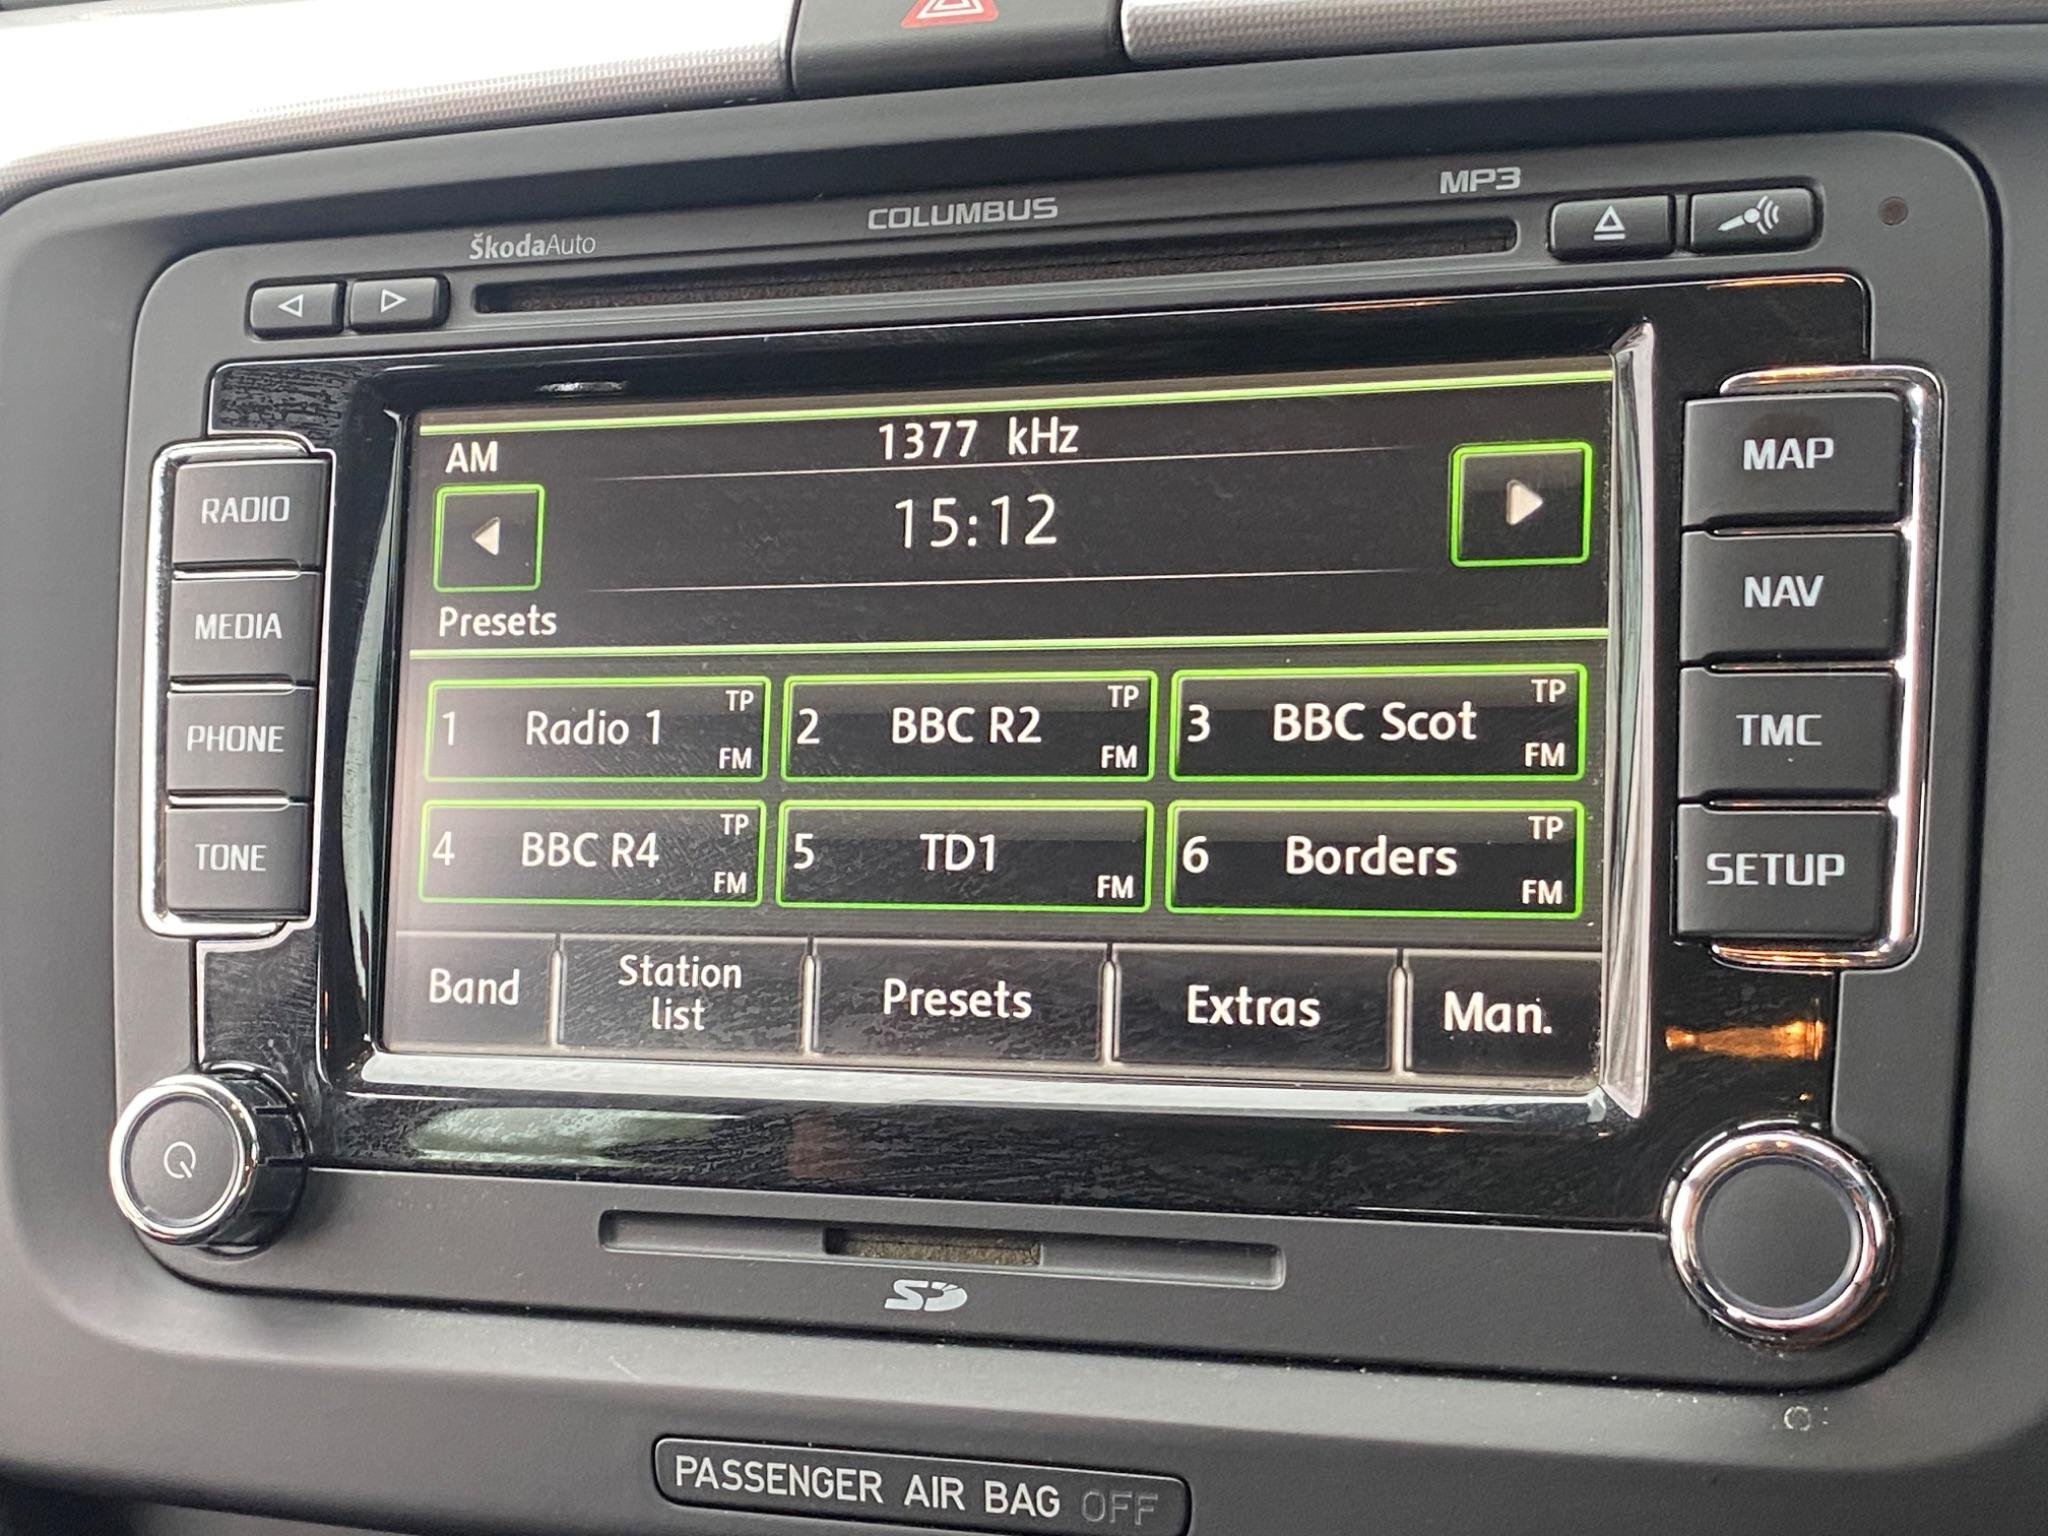 MP3
COLUMBUS
ŠkodaAuto
AM
1377 kHz
15:12
Presets
1 Radio 1 TP FM
2 BBC R2 TP FM
3 BBC Scot TP FM
4 BBC R4 TP FM
5 TD1 FM
6 Borders TP FM
Band
Station
list
Presets
Extras
Man.
RADIO
MEDIA
PHONE
TONE
MAP
NAV
TMC
SETUP
SD
PASSENGER AIR BAG OFF